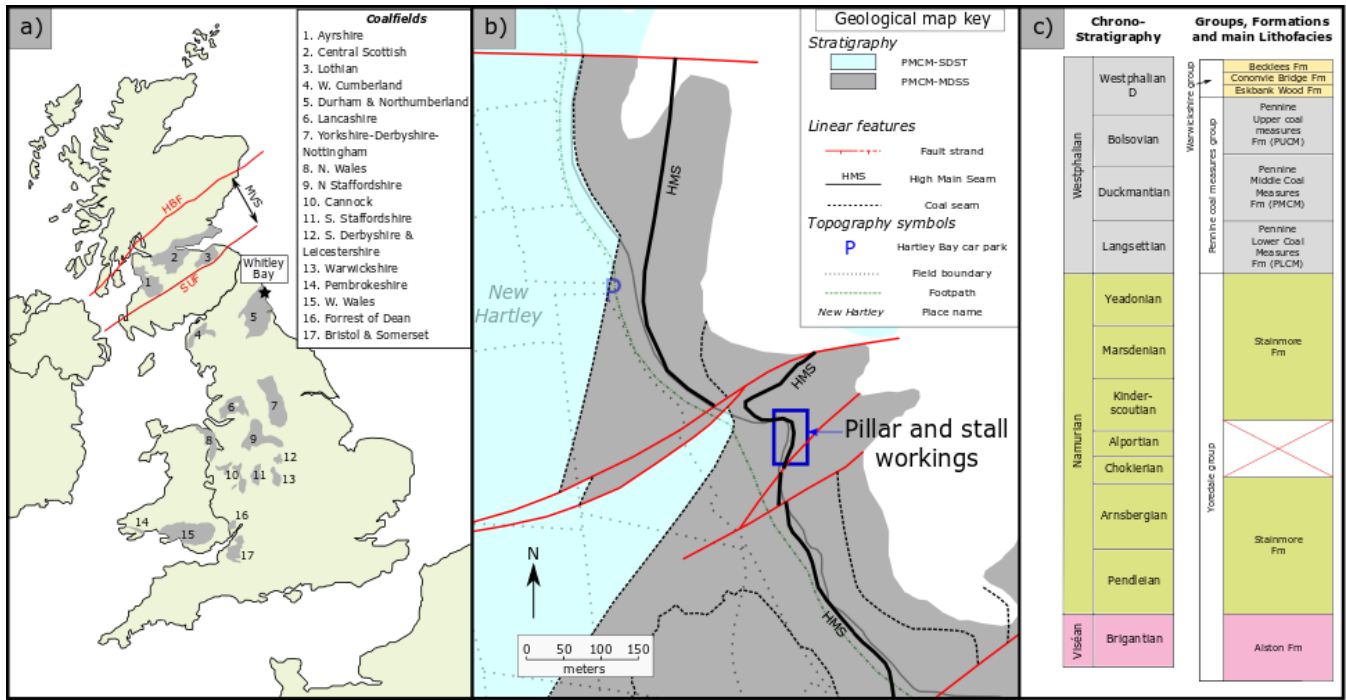 a)
Coalfields
1. Ayrshire
2. Central Scottish
3. Lothian
4. W. Cumberland
5. Durham & Northumberland
6. Lancashire
7. Yorkshire-Derbyshire-
Nottingham
8. N. Wales
9. N Staffordshire
10. Cannock
11. S. Staffordshire
12. S. Derbyshire &
Leicestershire
13. Warwickshire
14. Pembrokeshire
15. W. Wales
16. Forrest of Dean
17. Bristol & Somerset
HBF
MVS
SUF
Whitley
Bay
1
2
3
4
5
6
7
8
9
10
11
12
13
14
15
16
17
b)
Geological map key
Stratigraphy
PMCM-SDST
PMCM-MDSS
Linear features
Fault strand
HMS
High Main Seam
Coal seam
Topography symbols
P
Hartley Bay car park
Field boundary
Footpath
New Hartley
Place name
HMS
P
New
Hartley
HMS
Pillar and stall
workings
HMS
N
0 50 100 150
meters
c)
Chrono-
Stratigraphy
Groups, Formations
and main Lithofacies
Westphalian
Westphalian
D
Bolsovian
Duckmantian
Langsettian
Namurian
Yeadonian
Marsdenian
Kinder-
scoutian
Alportian
Chokierian
Arnsbergian
Pendleian
Viséan
Brigantian
Warwickshire group
Becklees Fm
Cononvie Bridge Fm
Eskbank Wood Fm
Pennine coal measures group
Pennine
Upper coal
measures
Fm (PUCM)
Pennine
Middle Coal
Measures
Fm (PMCM)
Pennine
Lower Coal
Measures
Fm (PLCM)
Yoredale group
Stainmore
Fm
Stainmore
Fm
Alston Fm